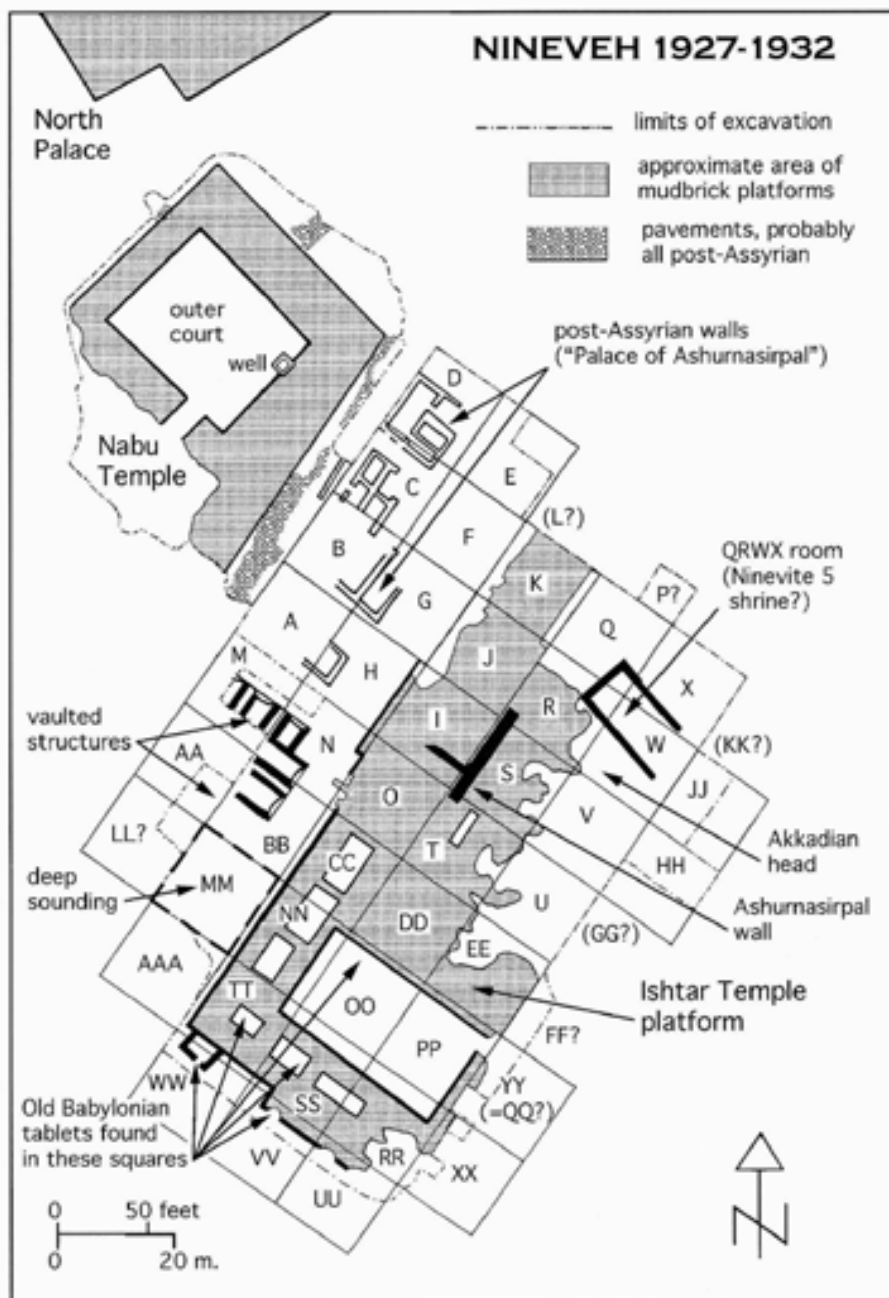 NINEVEH 1927-1932
limits of excavation
approximate area of
mudbrick platforms
pavements, probably
all post-Assyrian
North
Palace
outer
court
well
Nabu
Temple
post-Assyrian walls
("Palace of Ashurnasirpal")
D
E
C
(L?)
F
B
K
QRWX room
(Ninevite 5
shrine?)
P?
G
A
Q
H
J
M
X
R
I
vaulted
structures
N
W
(KK?)
AA
S
O
JJ
V
LL?
BB
T
Akkadian
head
CC
HH
deep
sounding
MM
U
Ashurnasirpal
wall
NN
DD
(GG?)
EE
AAA
Ishtar Temple
platform
TT
OO
FF?
PP
WW
YY
(=QQ?)
SS
Old Babylonian
tablets found
in these squares
VV
RR
XX
UU
0 50 feet
0 20 m.
N